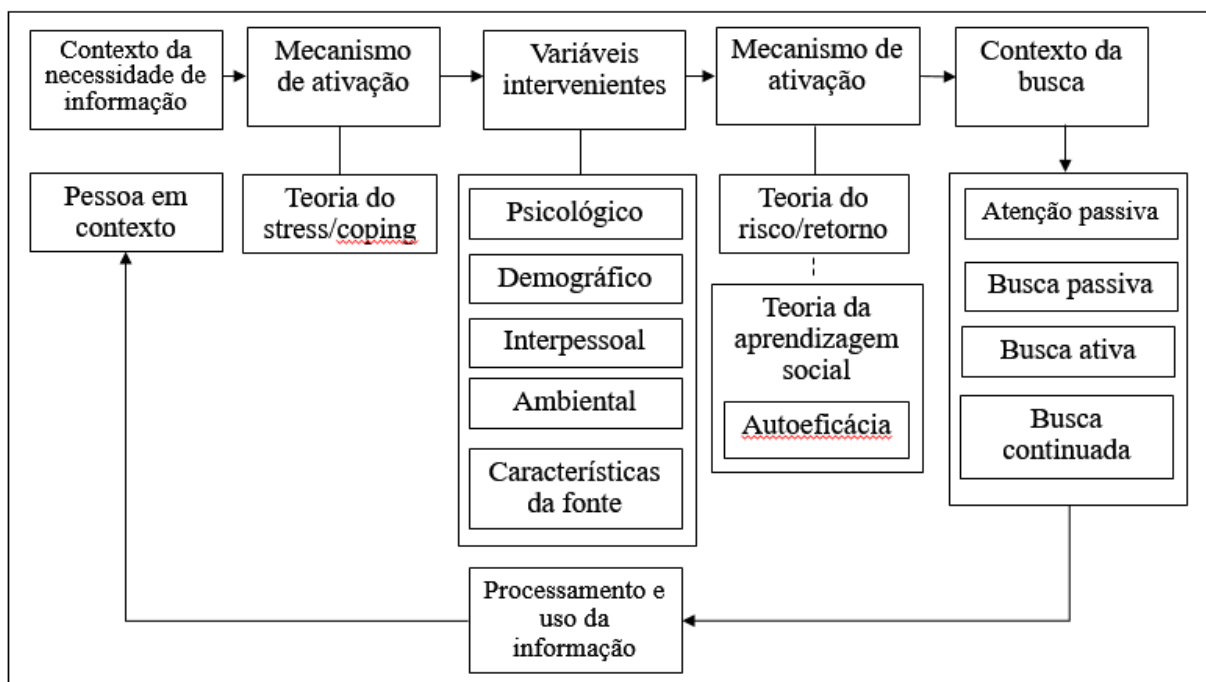 Contexto da
necessidade de
informação
Mecanismo
de ativação
Variáveis
intervenientes
Mecanismo de
ativação
Contexto da
busca
Pessoa em
contexto
Teoria do
stress/coping
Psicológico
Demográfico
Interpessoal
Ambiental
Características
da fonte
Teoria do
risco/retorno
Teoria da
aprendizagem
social
Autoeficácia
Atenção passiva
Busca passiva
Busca ativa
Busca
continuada
Processamento e
uso da
informação